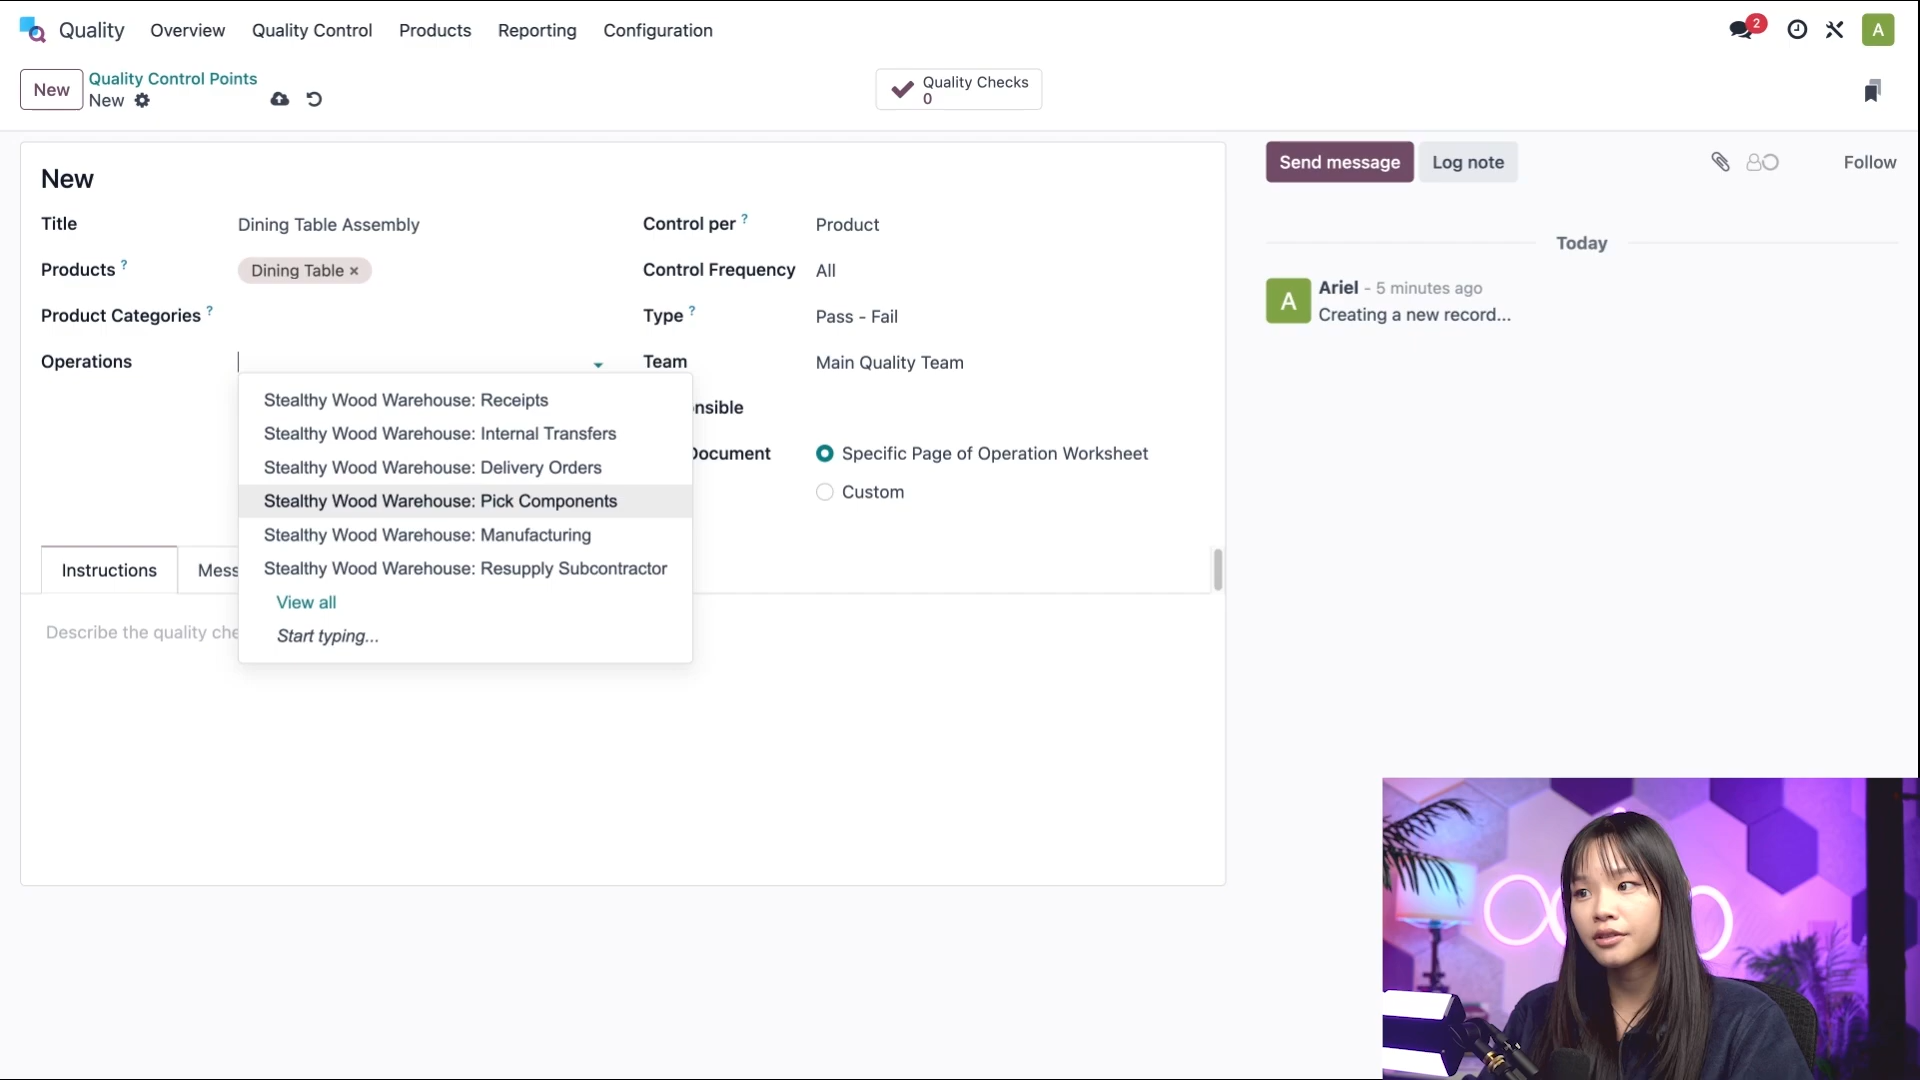 Quality Overview Quality Control Products Reporting Configuration 2 A
New Quality Control Points
New
Quality Checks
0
Send message Log note Follow
New
Title Dining Table Assembly Control per ? Product
Products ? Dining Table × Control Frequency All
Product Categories ? Type ? Pass - Fail
Operations Team Main Quality Team
Today
A Ariel - 5 minutes ago
Creating a new record...
Stealthy Wood Warehouse: Receipts
nsible
Stealthy Wood Warehouse: Internal Transfers
Stealthy Wood Warehouse: Delivery Orders
Document Specific Page of Operation Worksheet
Custom
Stealthy Wood Warehouse: Pick Components
Stealthy Wood Warehouse: Manufacturing
Stealthy Wood Warehouse: Resupply Subcontractor
View all
Start typing...
Instructions Mess
Describe the quality che